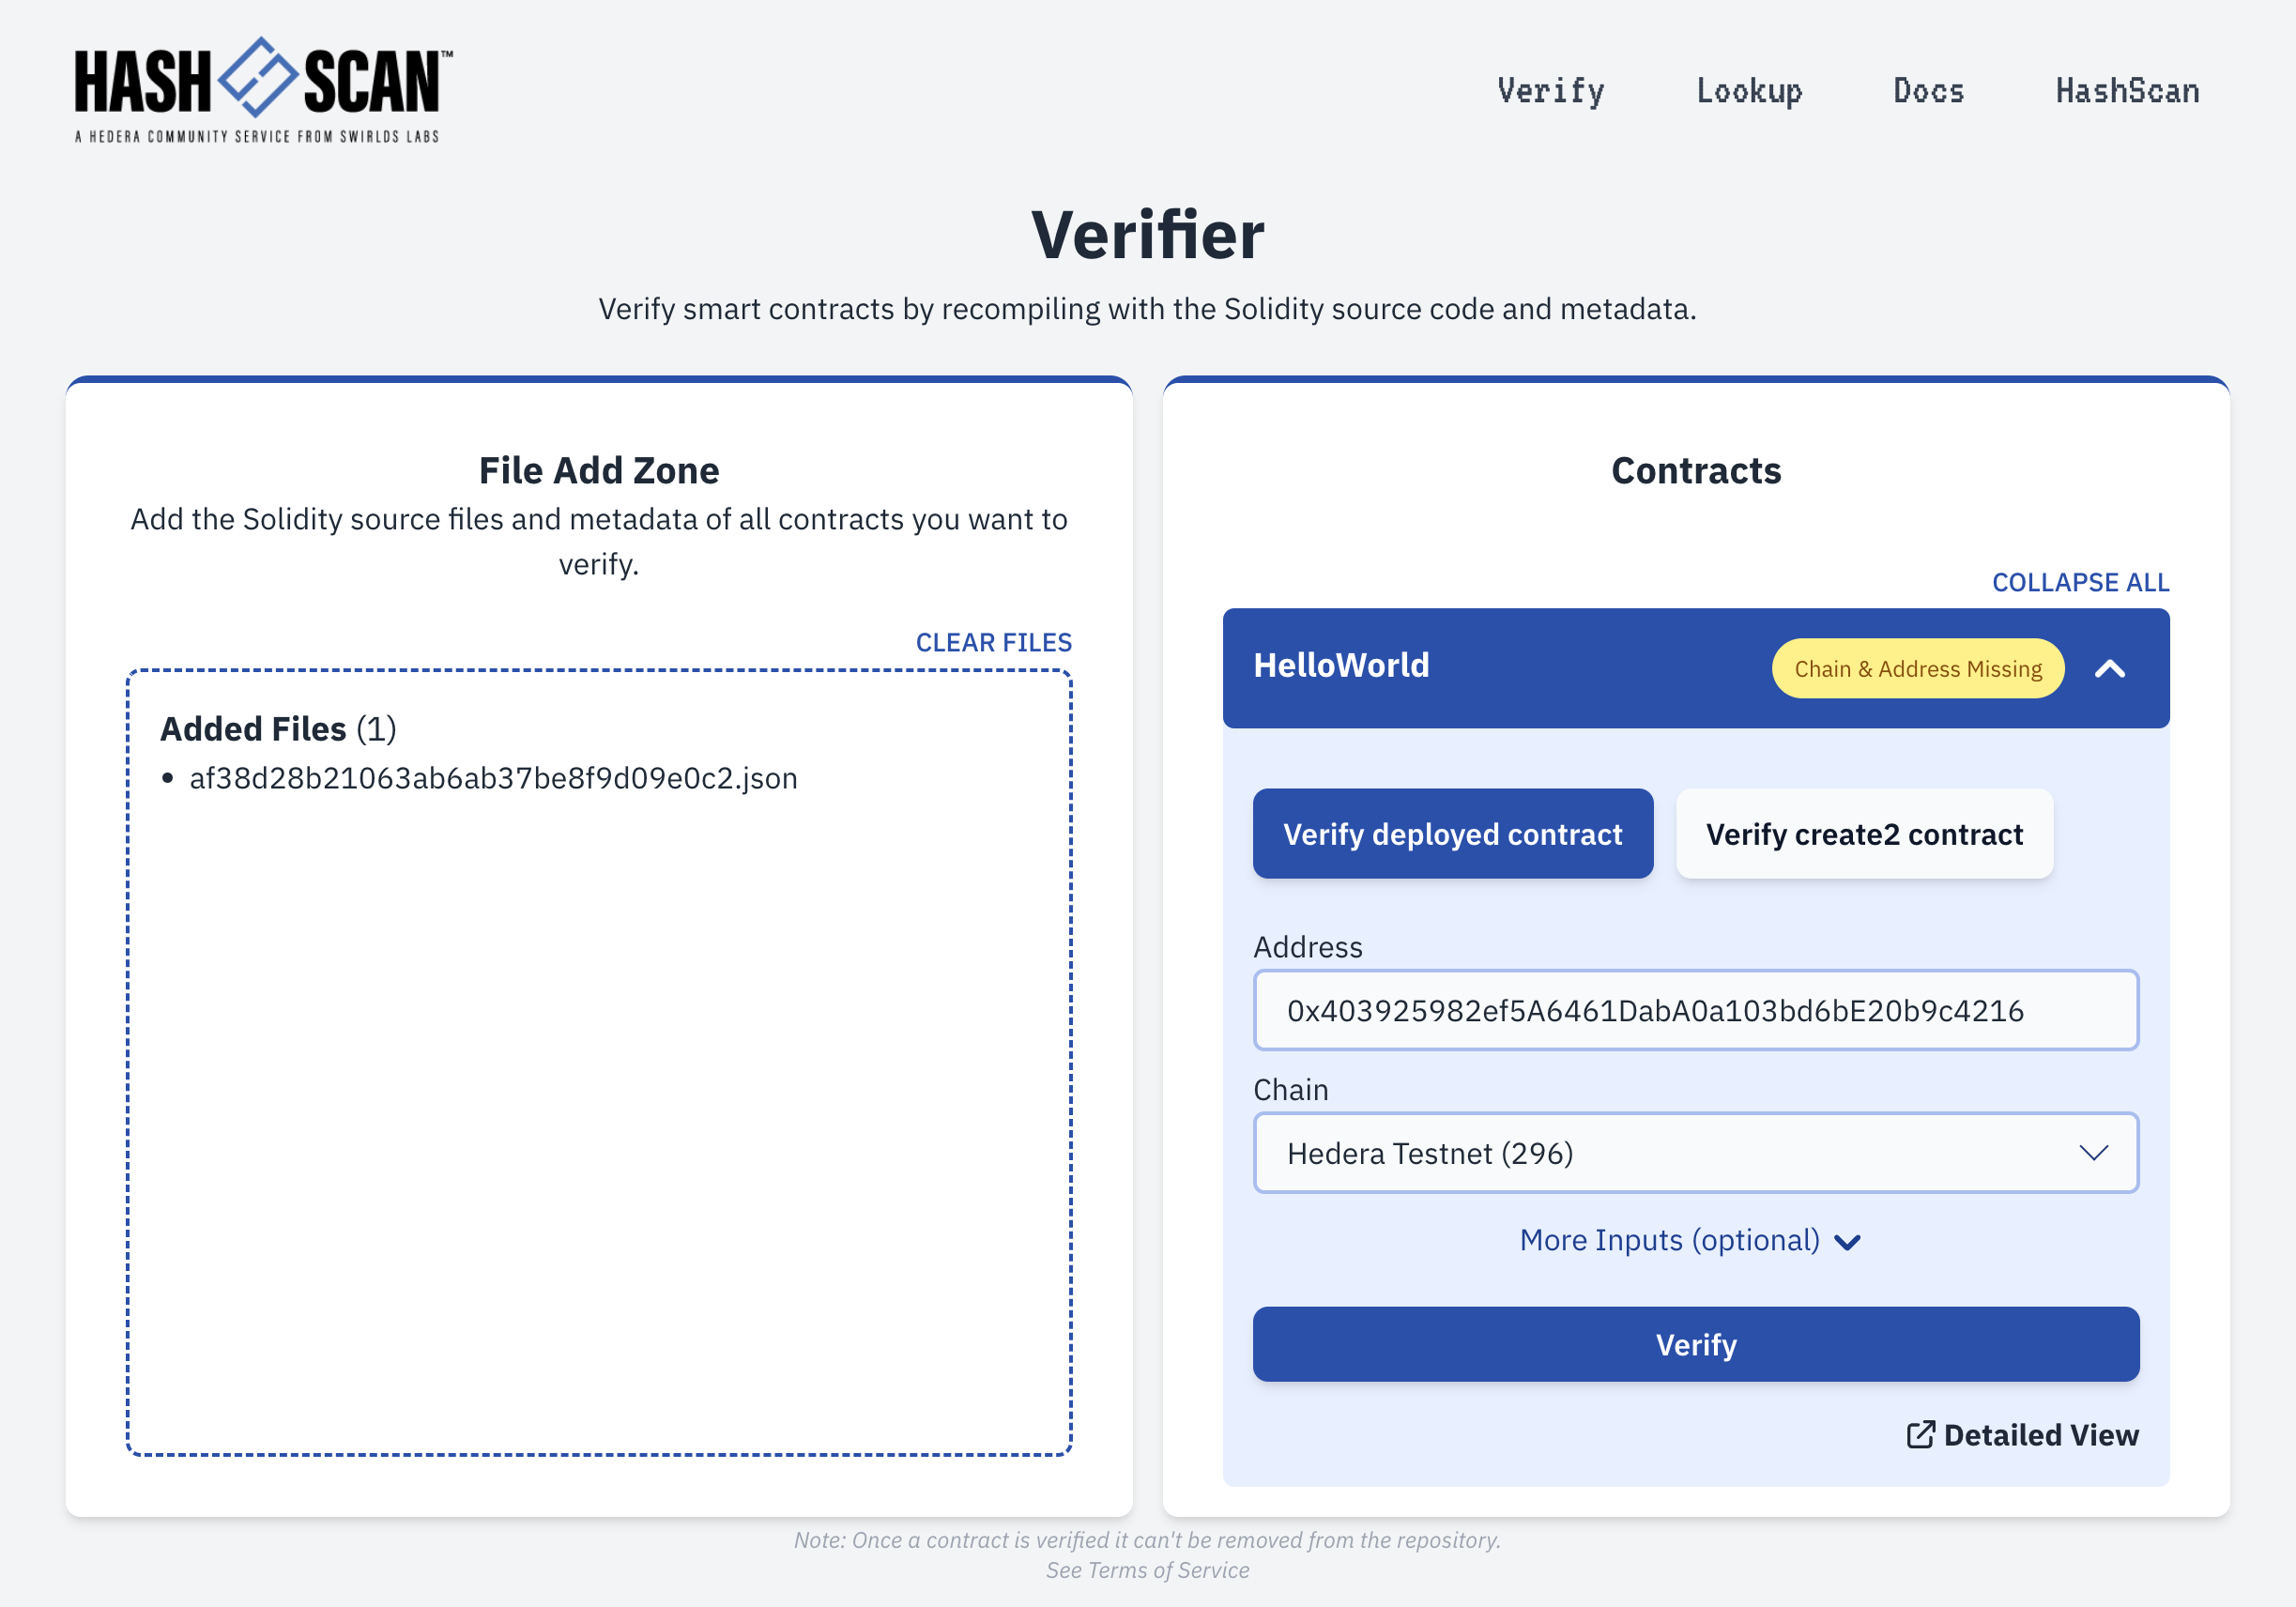 HASH SCAN™
A HEDERA COMMUNITY SERVICE FROM SWIRLDS LABS
Verify
Lookup
Docs
HashScan
Verifier
Verify smart contracts by recompiling with the Solidity source code and metadata.
File Add Zone
Add the Solidity source files and metadata of all contracts you want to
verify.
CLEAR FILES
Added Files (1)
• af38d28b21063ab6ab37be8f9d09e0c2.json
Contracts
COLLAPSE ALL
HelloWorld
Chain & Address Missing
Verify deployed contract
Verify create2 contract
Address
0x403925982ef5A6461DabA0a103bd6bE20b9c4216
Chain
Hedera Testnet (296)
More Inputs (optional)
Verify
Detailed View
Note: Once a contract is verified it can't be removed from the repository.
See Terms of Service